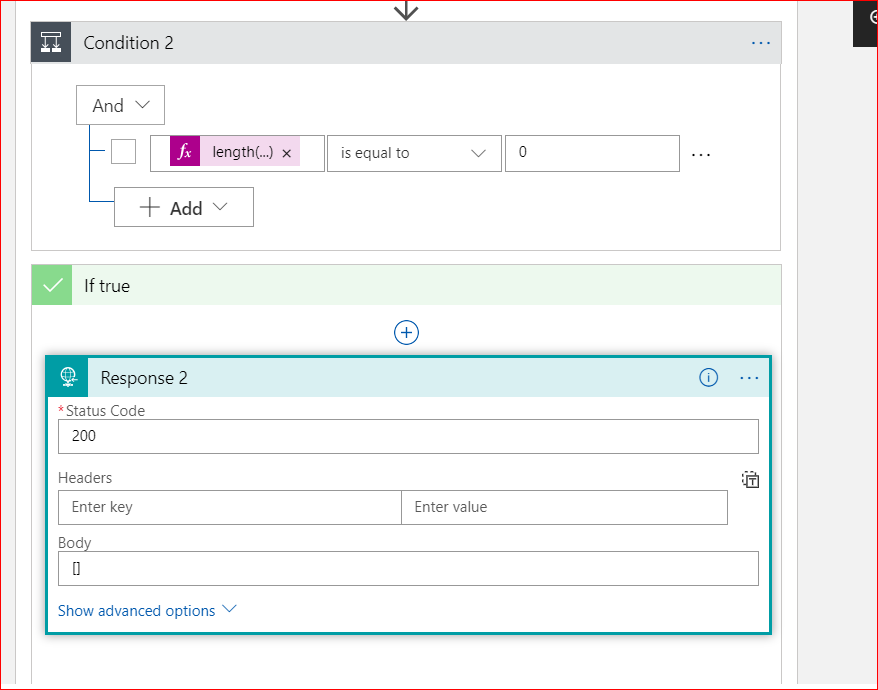 Condition 2
And
fx length(...) × is equal to 0
Add
If true
Response 2
*Status Code
200
Headers
Enter key Enter value
Body
[]
Show advanced options